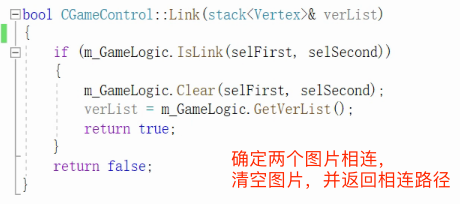 bool CGameControl::Link(stack<Vertex>& verList)
{
    if (m_GameLogic.IsLink(selFirst, selSecond))
    {
        m_GameLogic.Clear(selFirst, selSecond);
        verList = m_GameLogic.GetVerList();
        return true;
    }
    return false;
}
确定两个图片相连，
清空图片，并返回相连路径